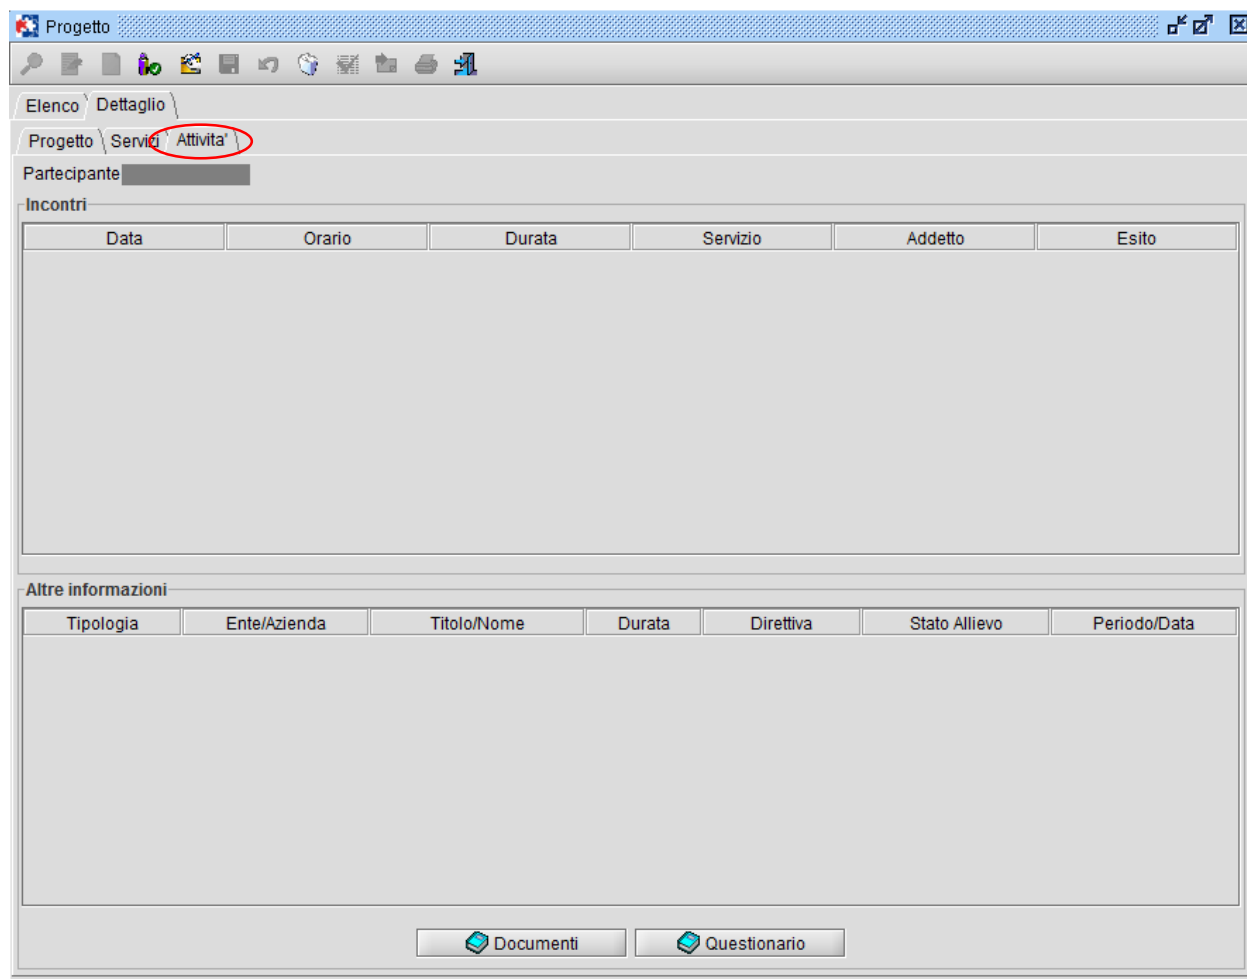 Progetto
Elenco Dettaglio
Progetto Servizi Attivita'
Partecipante
Incontri
Data Orario Durata Servizio Addetto Esito
Altre informazioni
Tipologia Ente/Azienda Titolo/Nome Durata Direttiva Stato Allievo Periodo/Data
Documenti Questionario